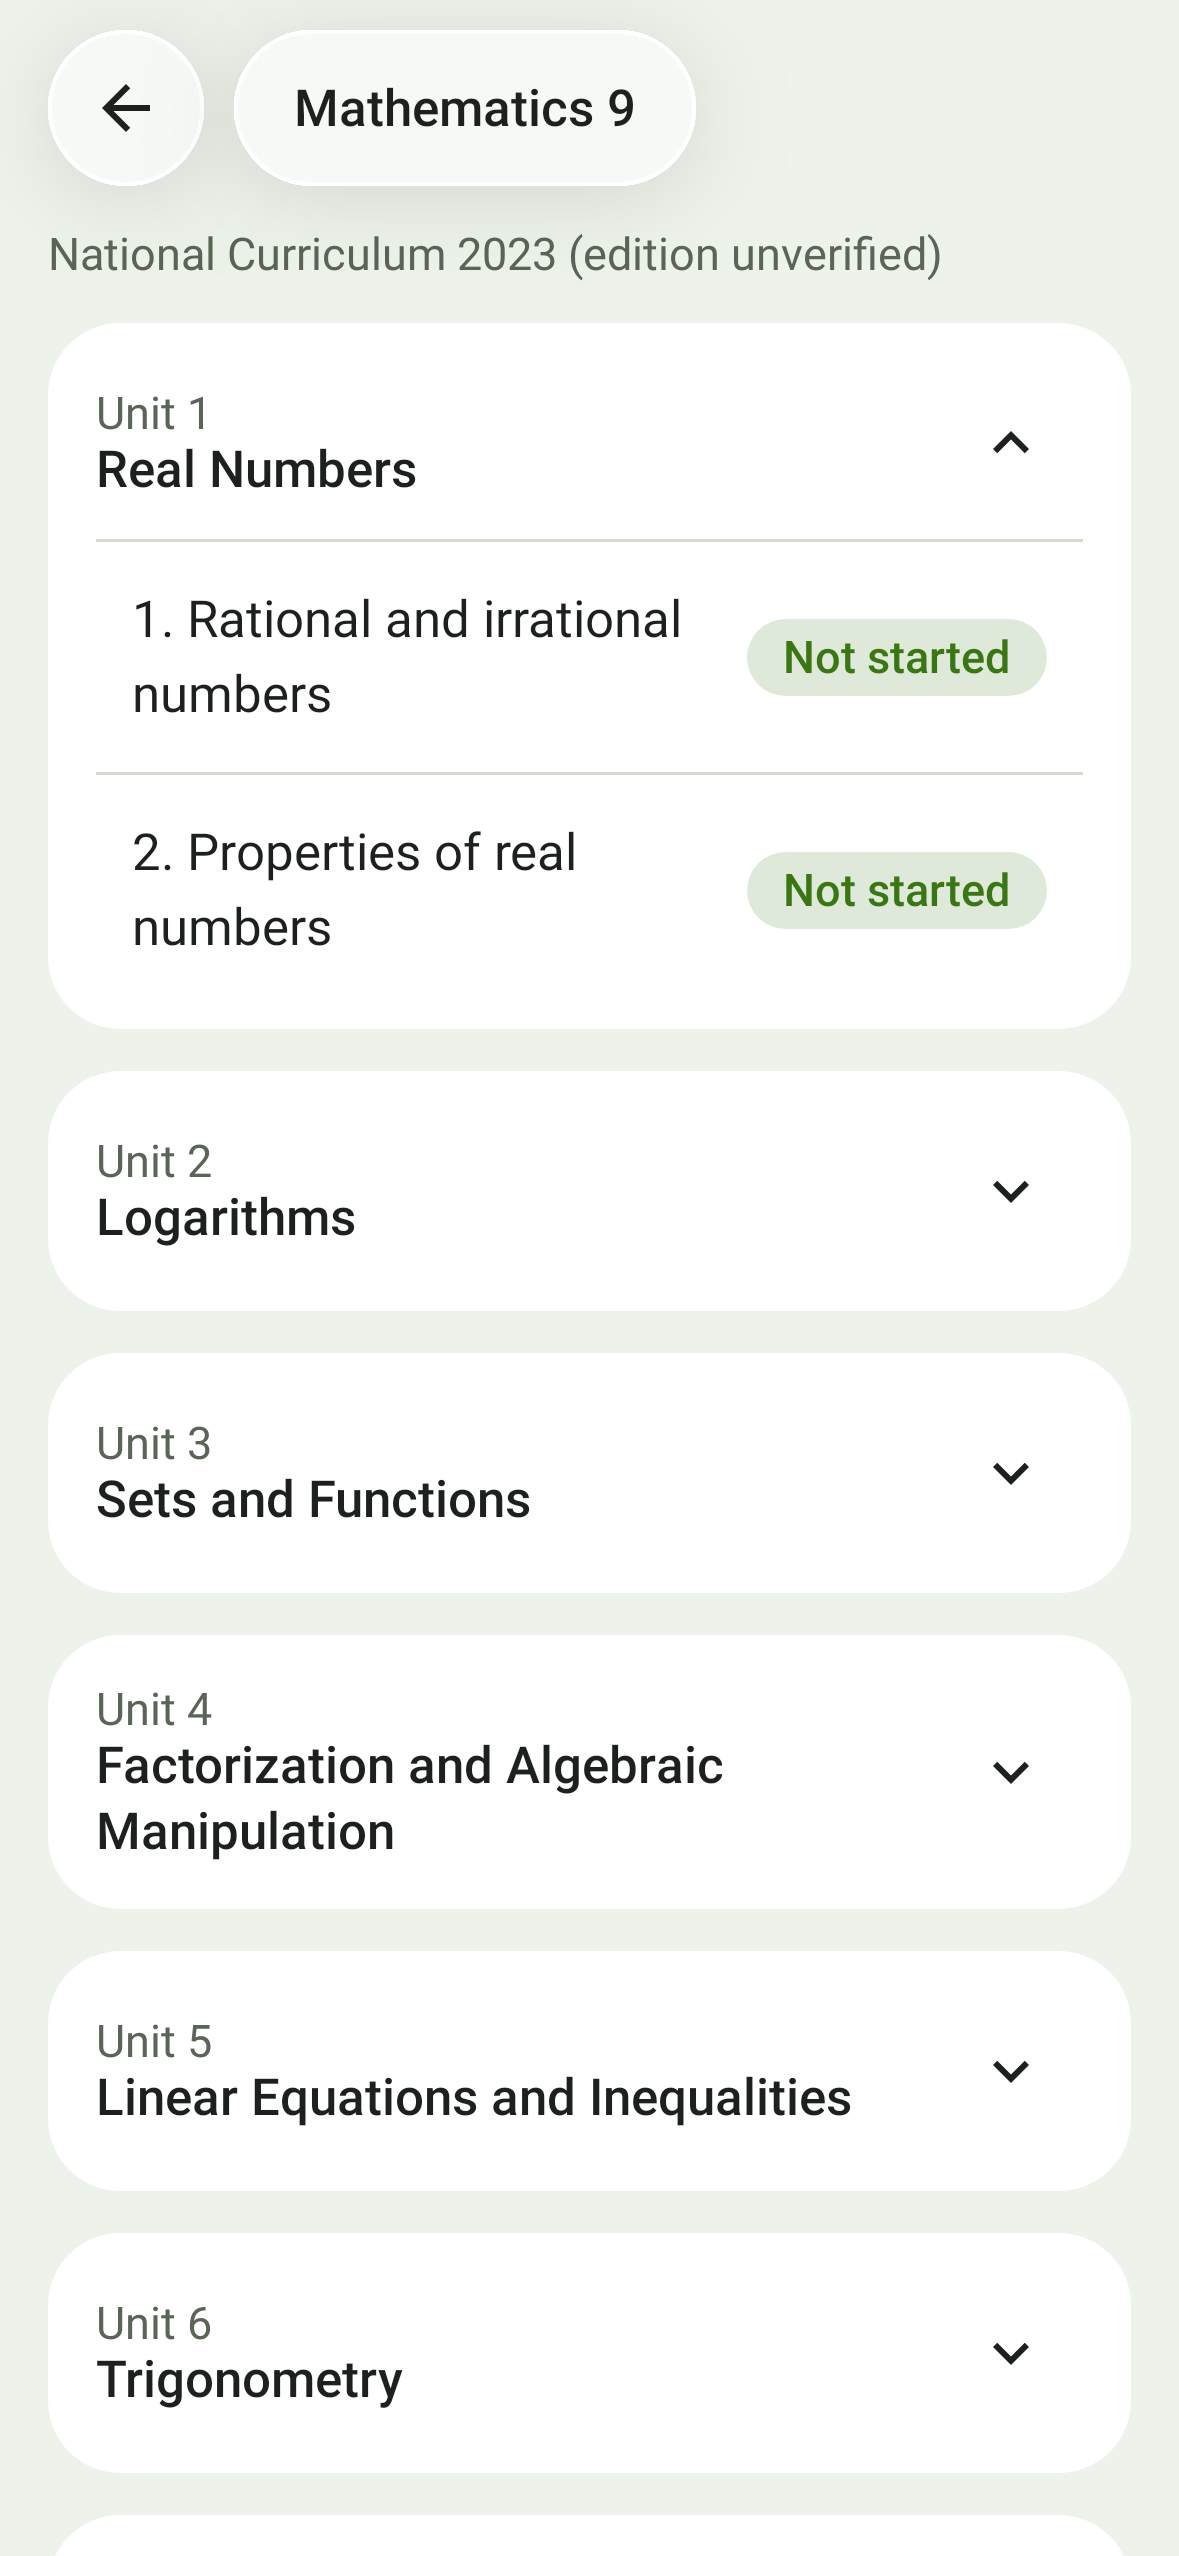 Mathematics 9
National Curriculum 2023 (edition unverified)
Unit 1
Real Numbers
1. Rational and irrational
numbers
Not started
2. Properties of real
numbers
Not started
Unit 2
Logarithms
Unit 3
Sets and Functions
Unit 4
Factorization and Algebraic
Manipulation
Unit 5
Linear Equations and Inequalities
Unit 6
Trigonometry